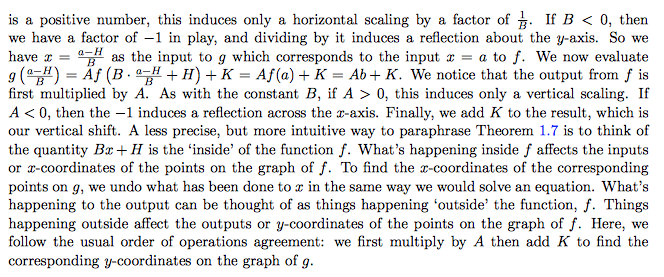 is a positive number, this induces only a horizontal scaling by a factor of 1/B. If B < 0, then
we have a factor of −1 in play, and dividing by it induces a reflection about the y-axis. So we
have x = (a−H)/B as the input to g which corresponds to the input x = a to f. We now evaluate
g((a−H)/B) = Af(B · (a−H)/B + H) + K = Af(a) + K = Ab + K. We notice that the output from f is
first multiplied by A. As with the constant B, if A > 0, this induces only a vertical scaling. If
A < 0, then the −1 induces a reflection across the x-axis. Finally, we add K to the result, which is
our vertical shift. A less precise, but more intuitive way to paraphrase Theorem 1.7 is to think of
the quantity Bx + H is the ‘inside’ of the function f. What’s happening inside f affects the inputs
or x-coordinates of the points on the graph of f. To find the x-coordinates of the corresponding
points on g, we undo what has been done to x in the same way we would solve an equation. What’s
happening to the output can be thought of as things happening ‘outside’ the function, f. Things
happening outside affect the outputs or y-coordinates of the points on the graph of f. Here, we
follow the usual order of operations agreement: we first multiply by A then add K to find the
corresponding y-coordinates on the graph of g.